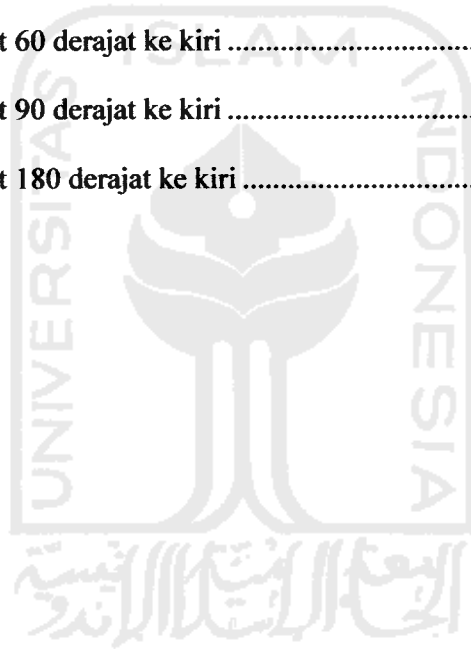 t 60 derajat ke kiri ........................................
t 90 derajat ke kiri ........................................
t 180 derajat ke kiri .....................................
ISLAM
UNIVERSITAS
INDONESIA